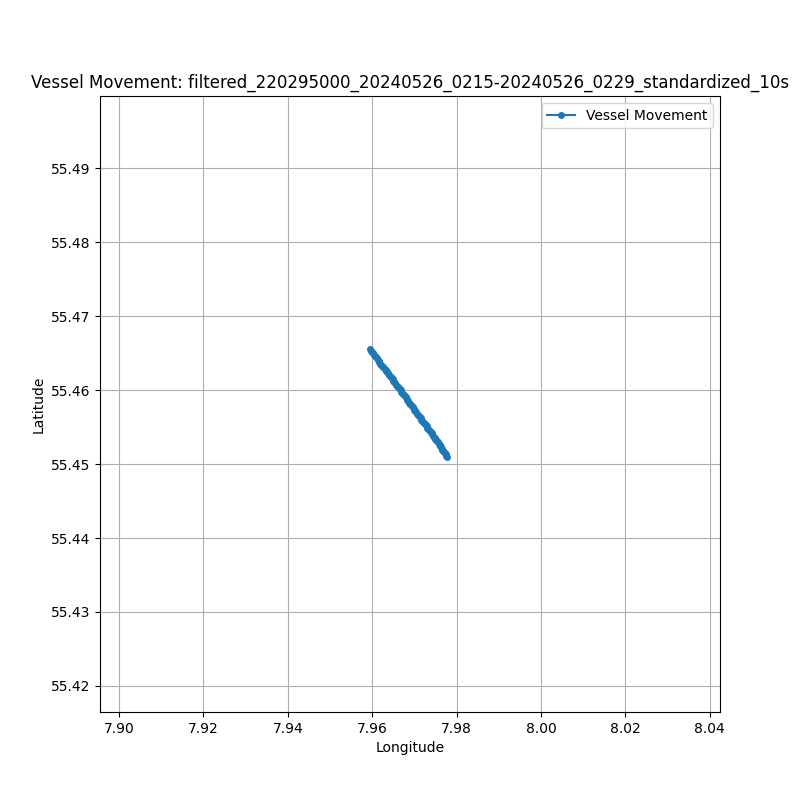 Vessel Movement: filtered_220295000_20240526_0215-20240526_0229_standardized_10s
Vessel Movement
55.49
55.48
55.47
55.46
55.45
55.44
55.43
55.42
Latitude
7.90 7.92 7.94 7.96 7.98 8.00 8.02 8.04
Longitude